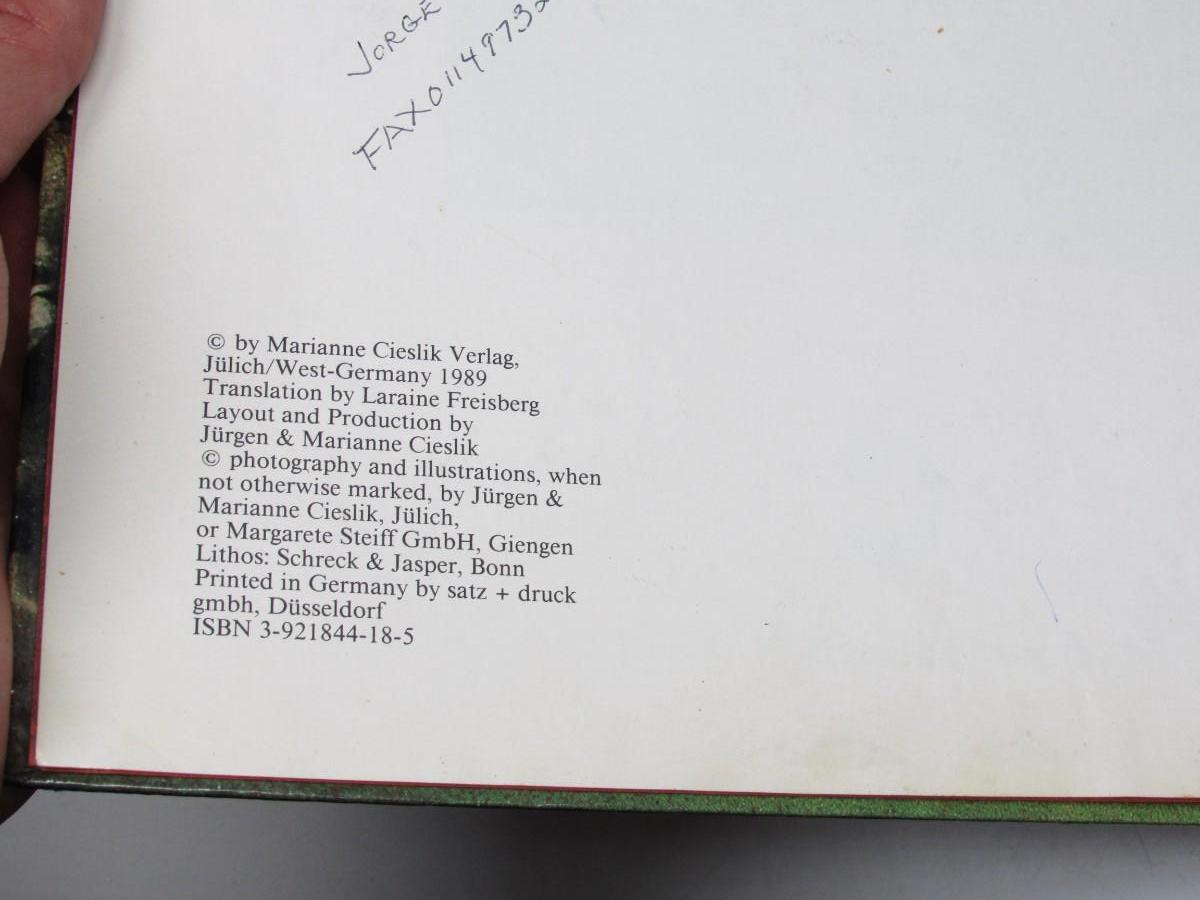 JORGE
FAX 01149732
© by Marianne Cieslik Verlag,
Jülich/West-Germany 1989
Translation by Laraine Freisberg
Layout and Production by
Jürgen & Marianne Cieslik
© photography and illustrations, when
not otherwise marked, by Jürgen &
Marianne Cieslik, Jülich,
or Margarete Steiff GmbH, Giengen
Lithos: Schreck & Jasper, Bonn
Printed in Germany by satz + druck
gmbh, Düsseldorf
ISBN 3-921844-18-5